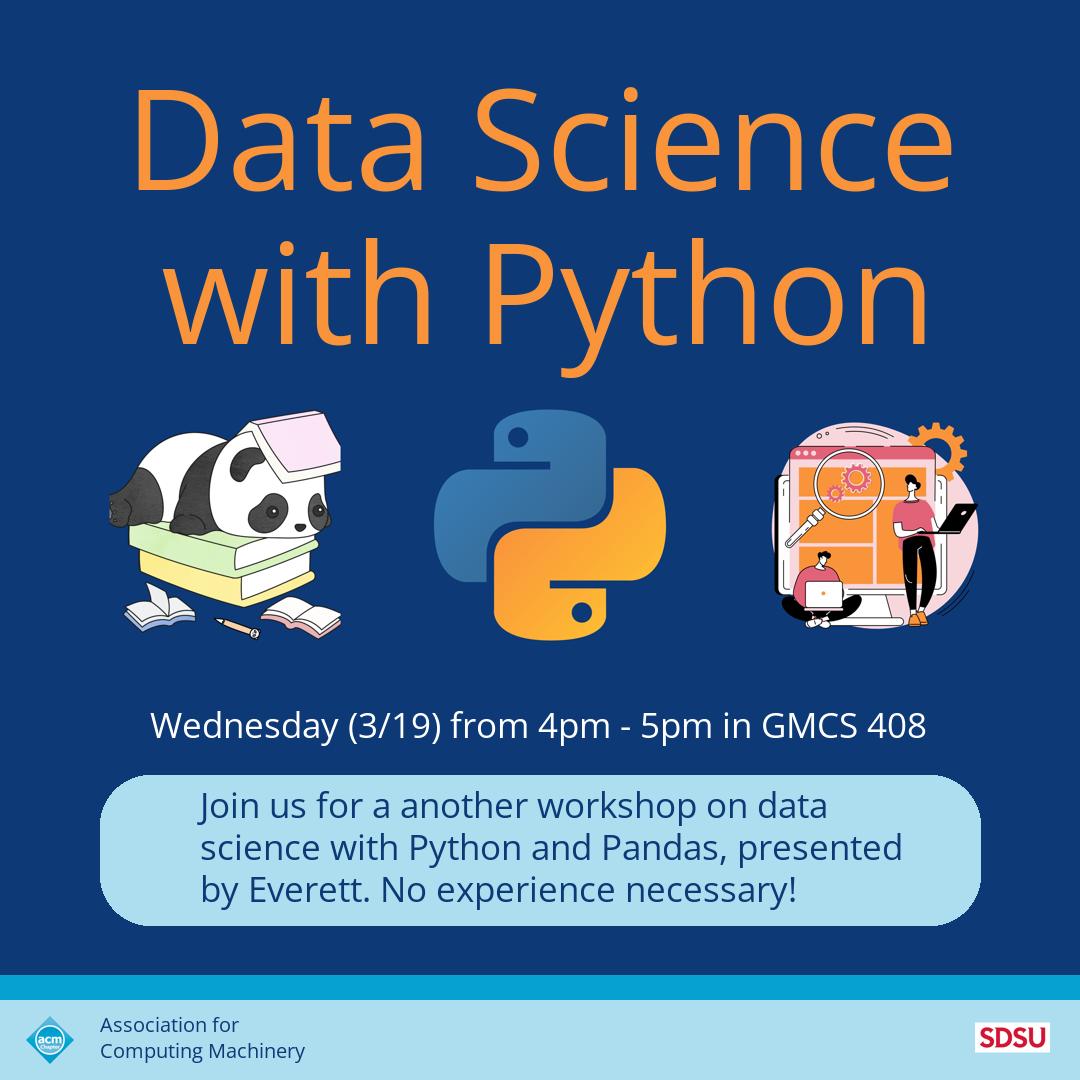 Data Science
with Python
Wednesday (3/19) from 4pm - 5pm in GMCS 408
Join us for a another workshop on data
science with Python and Pandas, presented
by Everett. No experience necessary!
acm
Chapter
Association for
Computing Machinery
SDSU